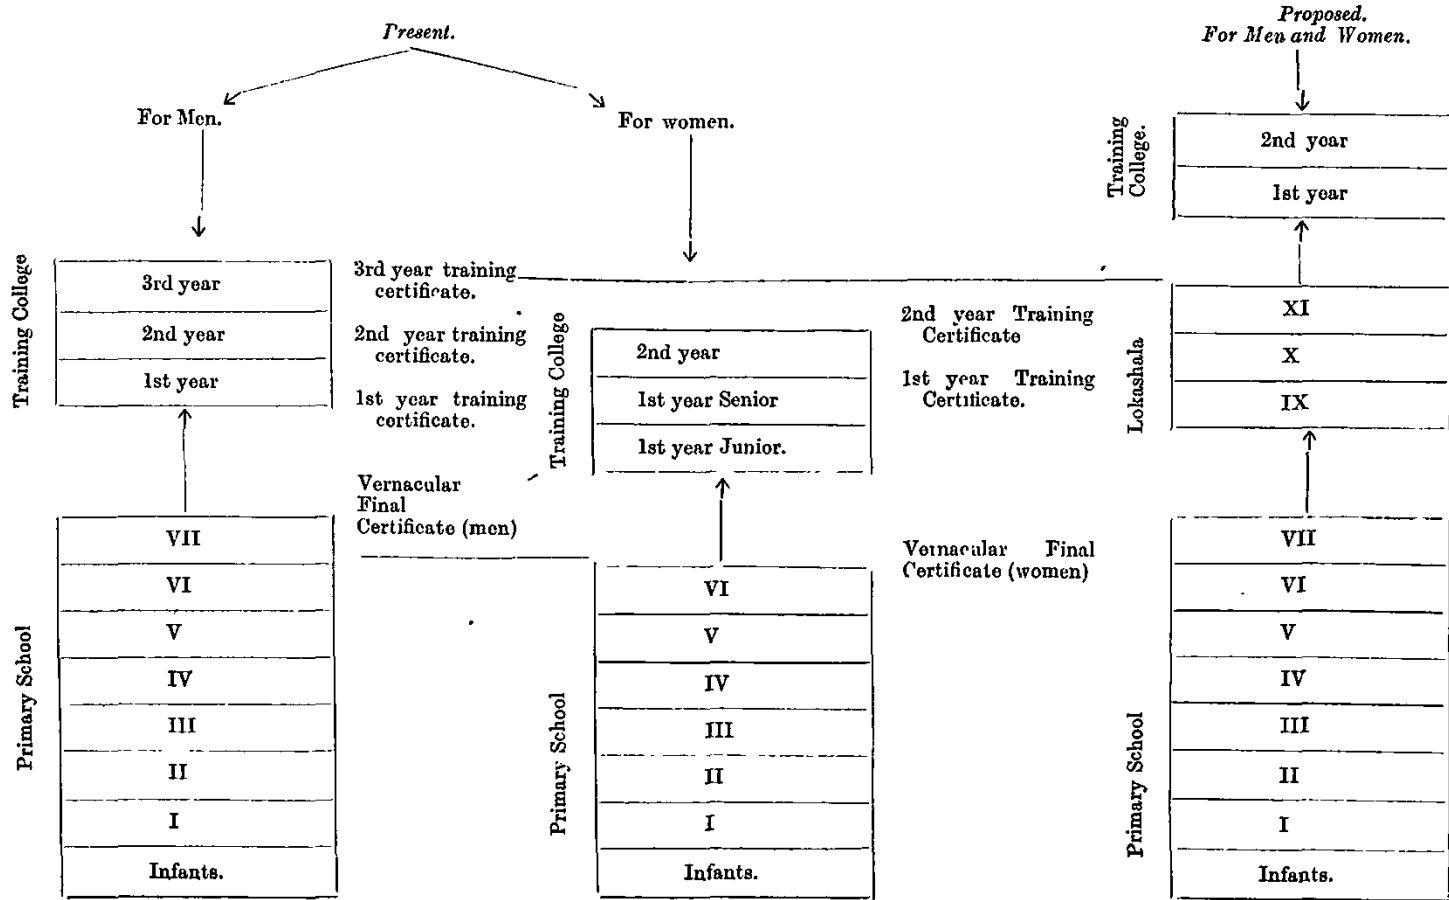 Present.
For Men.
For women.
Training College
3rd year
2nd year
1st year
3rd year training
certificate.
2nd year training
certificate.
1st year training
certificate.
Vernacular
Final
Certificate (men)
Primary School
VII
VI
V
IV
III
II
I
Infants.
Training College
2nd year
1st year Senior
1st year Junior.
2nd year Training
Certificate
1st year Training
Certificate.
Vernacular Final
Certificate (women)
Primary School
VI
V
IV
III
II
I
Infants.
Proposed.
For Men and Women.
Training
College.
2nd year
1st year
Lokashala
XI
X
IX
Primary School
VII
VI
V
IV
III
II
I
Infants.